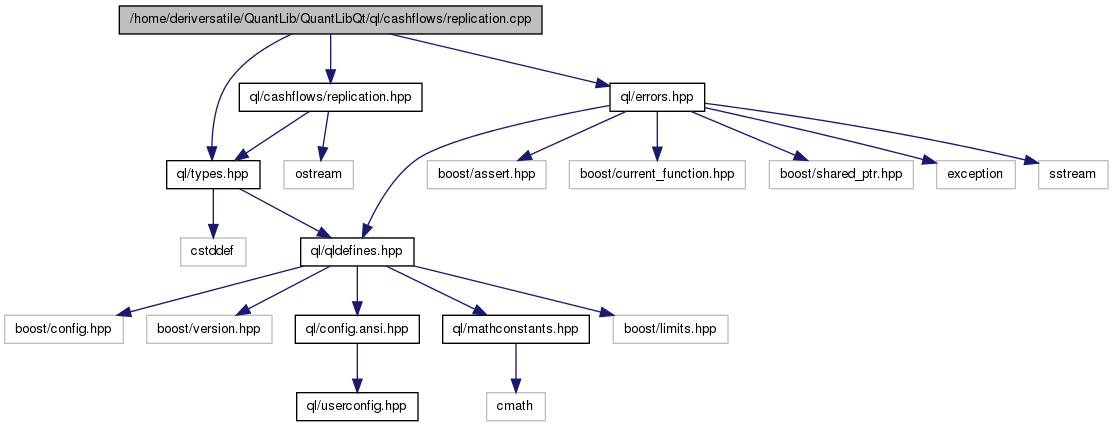 /home/deriversatile/QuantLib/QuantLibQt/ql/cashflows/replication.cpp
ql/cashflows/replication.hpp
ql/errors.hpp
ql/types.hpp
ostream
boost/assert.hpp
boost/current_function.hpp
boost/shared_ptr.hpp
exception
sstream
cstddef
ql/qldefines.hpp
boost/config.hpp
boost/version.hpp
ql/config.ansi.hpp
ql/mathconstants.hpp
boost/limits.hpp
ql/userconfig.hpp
cmath